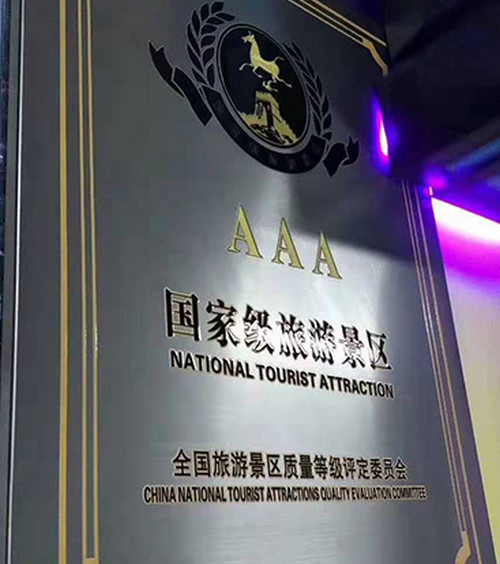 AAA
国家级旅游景区
NATIONAL TOURIST ATTRACTION
全国旅游景区质量等级评定委员会
CHINA NATIONAL TOURIST ATTRACTIONS QUALITY EVALUATION COMMITTEE